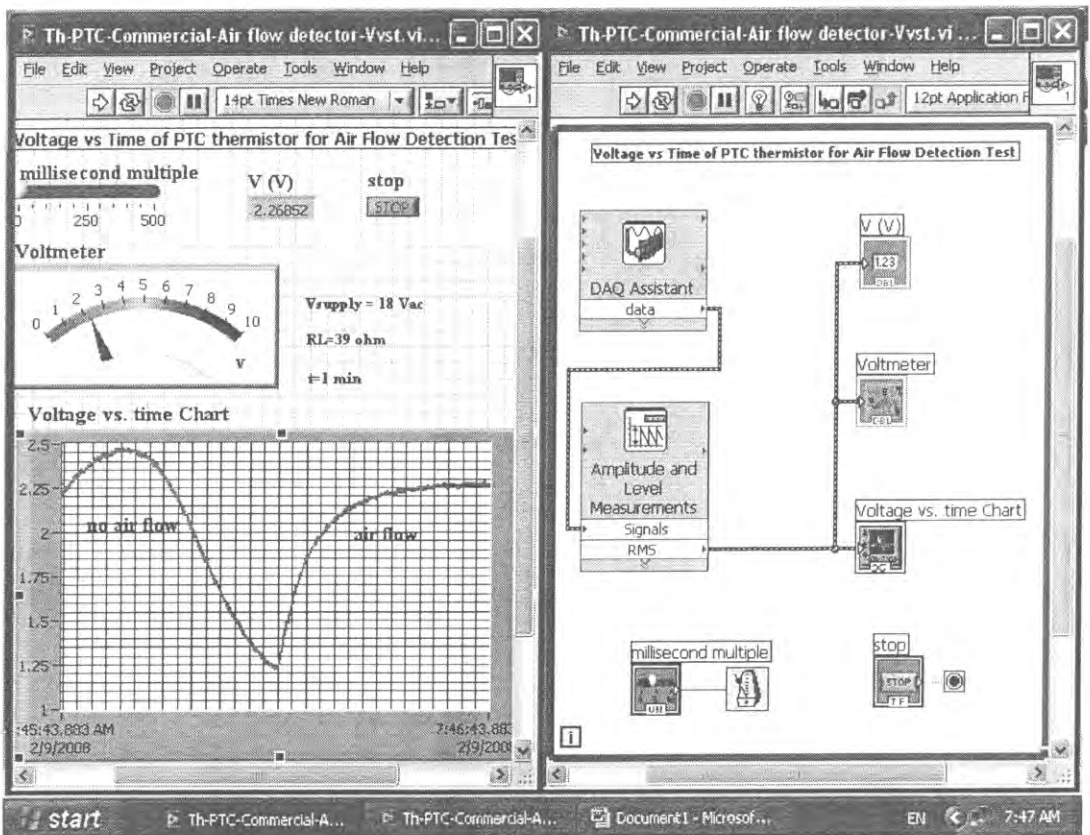 Th-PTC-Commercial-Air flow detector-Vvst.vi...
File Edit View Project Operate Tools Window Help
14pt Times New Roman
1
Voltage vs Time of PTC thermistor for Air Flow Detection Tes
millisecond multiple
0 250 500
V (V)
2.26852
stop
STOP
Voltmeter
0 1 2 3 4 5 6 7 8 9 10
V
Vsupply = 18 Vac
RL=39 ohm
t=1 min
Voltage vs. time Chart
2.5
2.25
2
1.75
1.5
1.25
1
no air flow
air flow
:45:43.883 AM
2/9/2008
7:46:43.883
2/9/200
Th-PTC-Commercial-Air flow detector-Vvst.vi ...
File Edit View Project Operate Tools Window Help
12pt Application F
1
Voltage vs Time of PTC thermistor for Air Flow Detection Test
DAQ Assistant
data
Amplitude and
Level
Measurements
Signals
RMS
V (V)
1.23
DBL
Voltmeter
DBL
Voltage vs. time Chart
millisecond multiple
stop
STOP
TF
i
start
Th-PTC-Commercial-A...
Th-PTC-Commercial-A...
Document1 - Microsof...
EN
7:47 AM